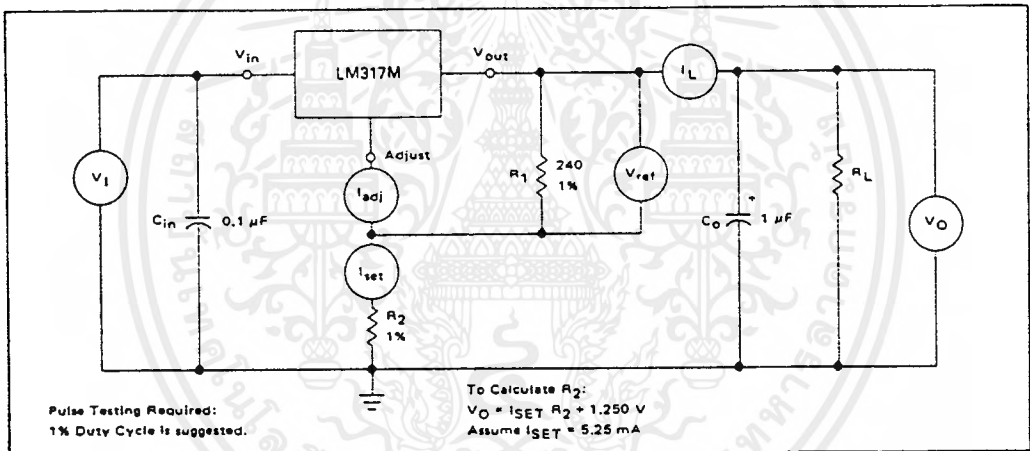 V_in
LM317M
V_out
I_L
Adjust
R_1
240
1%
V_ref
V_I
I_adj
R_L
C_in
0.1 µF
C_O
+
1 µF
V_O
I_set
R_2
1%
Pulse Testing Required:
1% Duty Cycle is suggested.
To Calculate R_2:
V_O = I_SET R_2 + 1.250 V
Assume I_SET = 5.25 mA